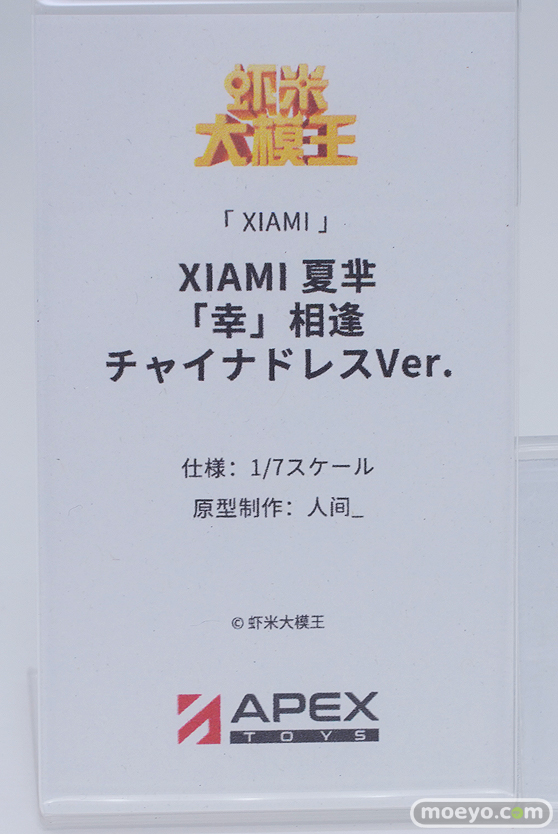 虾米
大模王
「 XIAMI 」
XIAMI 夏芈
「幸」相逢
チャイナドレスVer.
仕様：1/7スケール
原型制作：人间_
© 虾米大模王
APEX
TOYS
moeyo.com